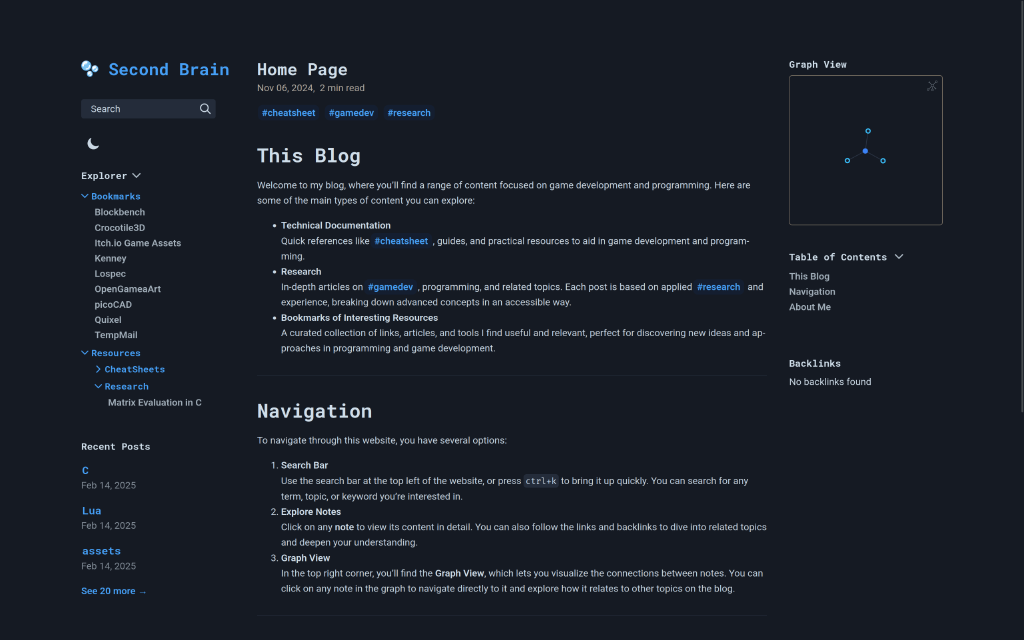 Second Brain
Search
Explorer
Bookmarks
Blockbench
Crocotile3D
Itch.io Game Assets
Kenney
Lospec
OpenGameaArt
picoCAD
Quixel
TempMail
Resources
CheatSheets
Research
Matrix Evaluation in C
Recent Posts
C
Feb 14, 2025
Lua
Feb 14, 2025
assets
Feb 14, 2025
See 20 more →
Home Page
Nov 06, 2024, 2 min read
#cheatsheet #gamedev #research
This Blog
Welcome to my blog, where you'll find a range of content focused on game development and programming. Here are
some of the main types of content you can explore:
• Technical Documentation
Quick references like #cheatsheet , guides, and practical resources to aid in game development and program-
ming.
• Research
In-depth articles on #gamedev , programming, and related topics. Each post is based on applied #research and
experience, breaking down advanced concepts in an accessible way.
• Bookmarks of Interesting Resources
A curated collection of links, articles, and tools I find useful and relevant, perfect for discovering new ideas and ap-
proaches in programming and game development.
Navigation
To navigate through this website, you have several options:
1. Search Bar
Use the search bar at the top left of the website, or press ctrl+k to bring it up quickly. You can search for any
term, topic, or keyword you're interested in.
2. Explore Notes
Click on any note to view its content in detail. You can also follow the links and backlinks to dive into related topics
and deepen your understanding.
3. Graph View
In the top right corner, you'll find the Graph View, which lets you visualize the connections between notes. You can
click on any note in the graph to navigate directly to it and explore how it relates to other topics on the blog.
Graph View
Table of Contents
This Blog
Navigation
About Me
Backlinks
No backlinks found